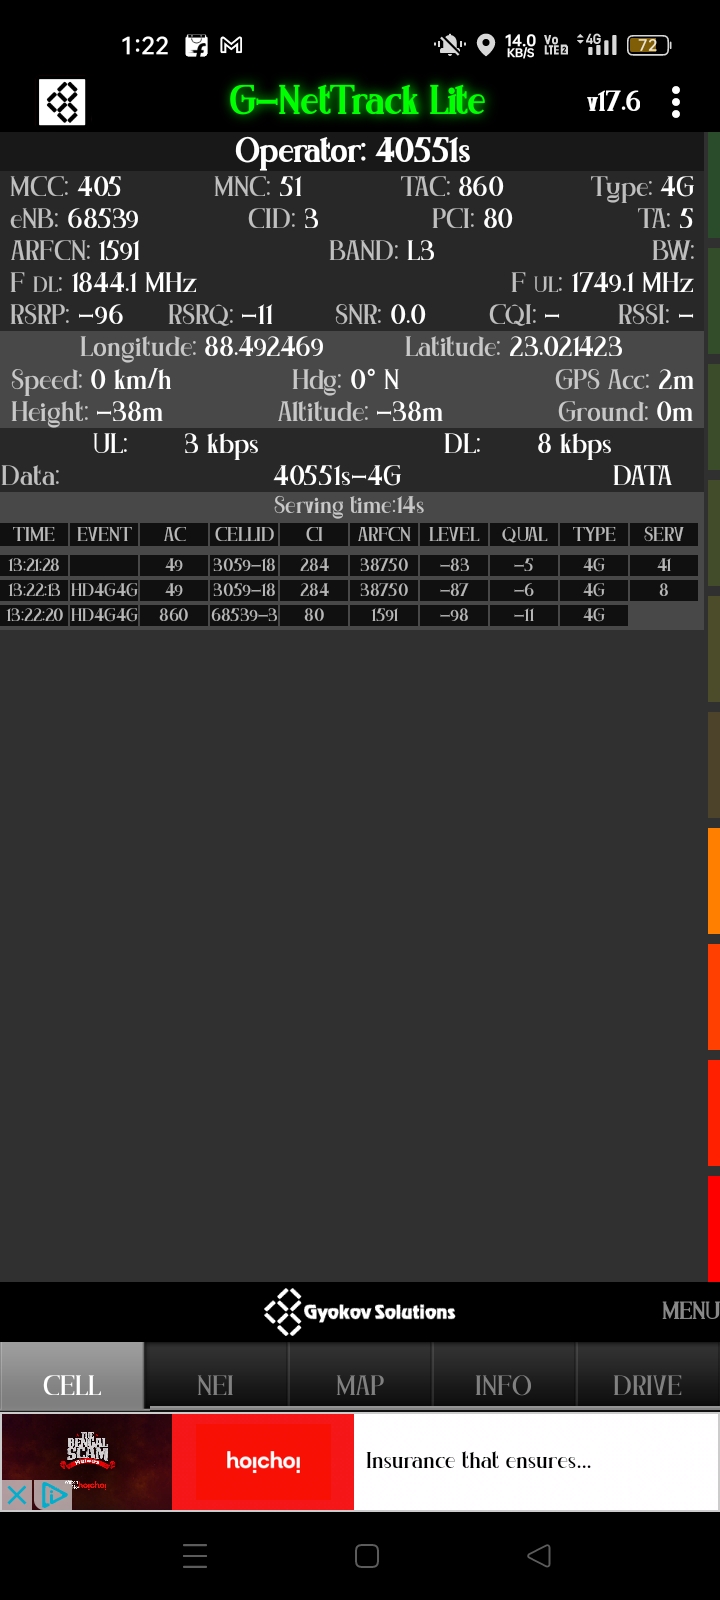 1:22 14.0 KB/S Vo LTE 2 4G 72
G-NetTrack Lite v17.6
Operator: 40551s
MCC: 405 MNC: 51 TAC: 860 Type: 4G
eNB: 68539 CID: 3 PCI: 80 TA: 5
ARFCN: 1591 BAND: L3 BW:
F DL: 1844.1 MHz F UL: 1749.1 MHz
RSRP: -96 RSRQ: -11 SNR: 0.0 CQI: - RSSI: -
Longitude: 88.492469 Latitude: 23.021423
Speed: 0 km/h Hdg: 0° N GPS Acc: 2m
Height: -38m Altitude: -38m Ground: 0m
UL: 3 kbps DL: 8 kbps
Data: 40551s-4G DATA
Serving time:14s
TIME EVENT AC CELLID CI ARFCN LEVEL QUAL TYPE SERV
13:21:28 49 3059-18 284 38750 -83 -5 4G 41
13:22:13 HD4G4G 49 3059-18 284 38750 -87 -6 4G 8
13:22:20 HD4G4G 860 68539-3 80 1591 -98 -11 4G
Gyokov Solutions MENU
CELL NEI MAP INFO DRIVE
THE BENGAL SCAM
hoichoi
hoichoi
Insurance that ensures...